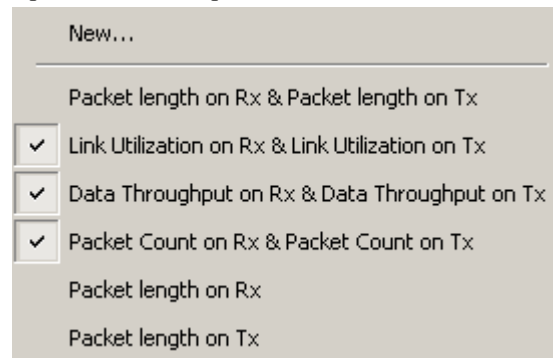 New...
Packet length on Rx & Packet length on Tx
Link Utilization on Rx & Link Utilization on Tx
Data Throughput on Rx & Data Throughput on Tx
Packet Count on Rx & Packet Count on Tx
Packet length on Rx
Packet length on Tx